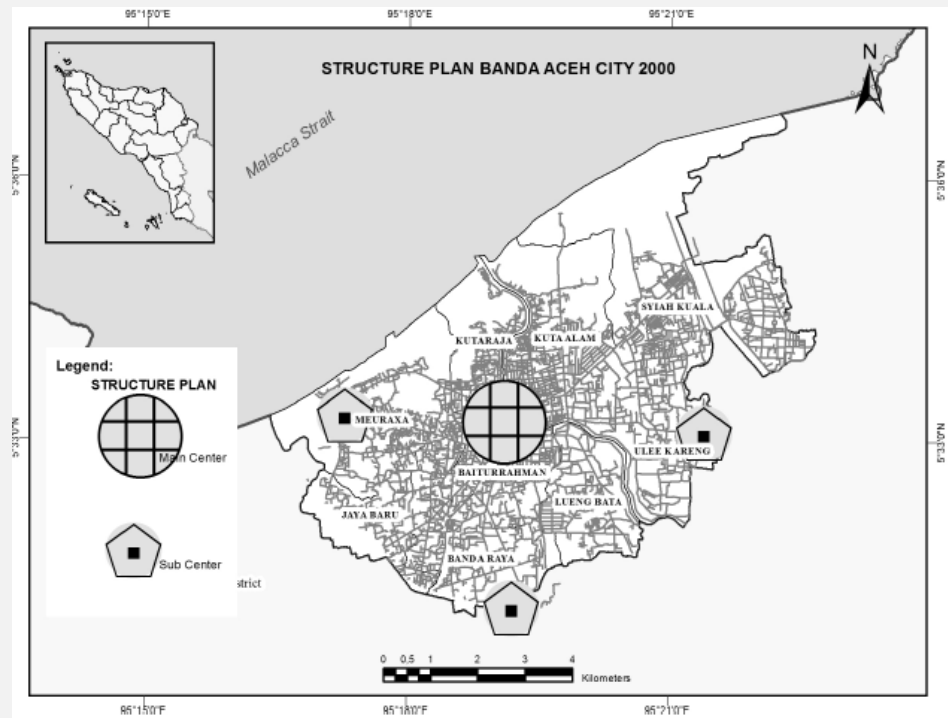 95°15'0"E 95°18'0"E 95°21'0"E
STRUCTURE PLAN BANDA ACEH CITY 2000
N
Malacca Strait
5°36'0"N 5°36'0"N
SYIAH KUALA
KUTARAJA KUTA ALAM
Legend:
STRUCTURE PLAN
Main Center
MEURAXA
5°33'0"N 5°33'0"N
ULEE KARENG
BAITURRAHMAN
LUENG BATA
JAYA BARU
BANDA RAYA
Sub Center
strict
0 0,5 1 2 3 4
Kilometers
95°15'0"E 95°18'0"E 95°21'0"E